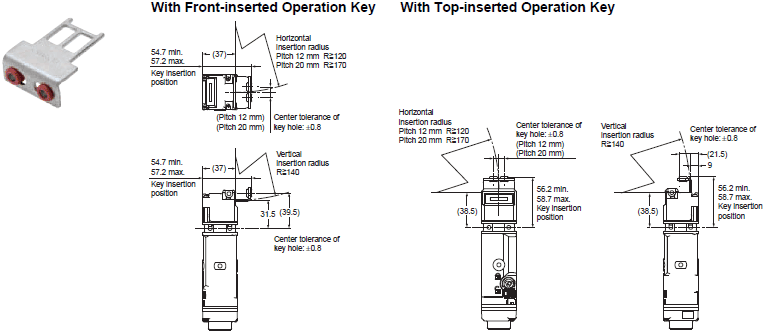 With Front-inserted Operation Key
54.7 min.
57.2 max.
Key insertion
position
(37)
Horizontal
Insertion radius
Pitch 12 mm R≧120
Pitch 20 mm R≧170
(Pitch 12 mm)
(Pitch 20 mm)
Center tolerance of
key hole: ±0.8
54.7 min.
57.2 max.
Key insertion
position
(37)
Vertical
Insertion radius
R≧140
31.5
(39.5)
Center tolerance of
key hole: ±0.8
With Top-inserted Operation Key
Horizontal
Insertion radius
Pitch 12 mm R≧120
Pitch 20 mm R≧170
Center tolerance of
key hole: ±0.8
(Pitch 12 mm)
(Pitch 20 mm)
(38.5)
56.2 min.
58.7 max.
Key insertion
position
Vertical
Insertion radius
R≧140
Center tolerance of
key hole: ±0.8
(21.5)
9
(38.5)
56.2 min.
58.7 max.
Key insertion
position